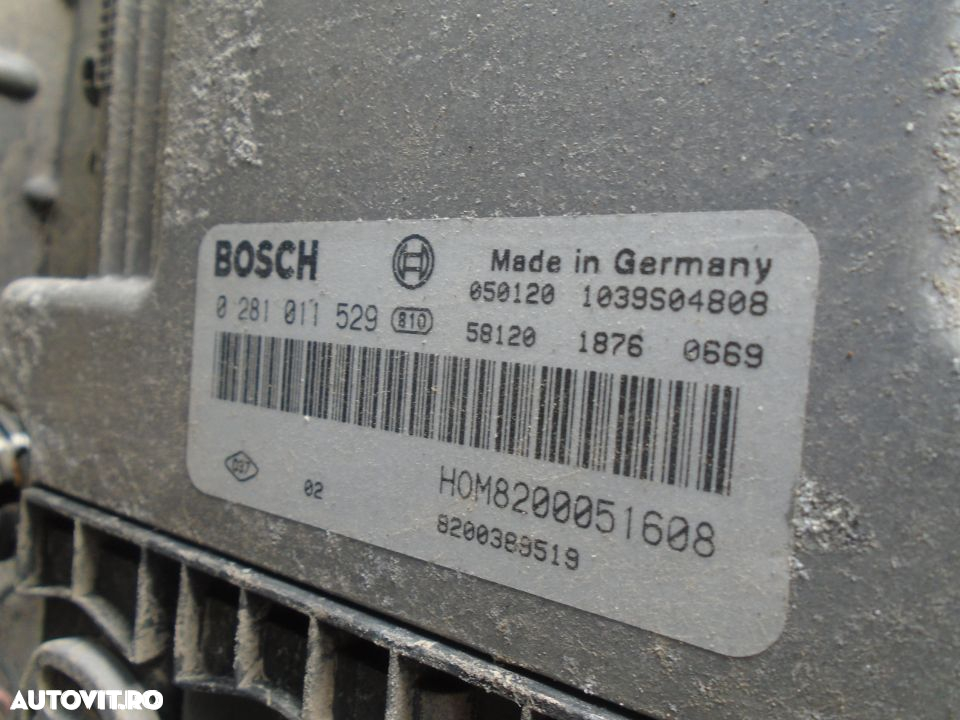 BOSCH Made in Germany
050120 1039S04808
0 281 011 529 810
58120 1876 0669
037 02 HOM8200051608
8200389519
AUTOVIT.RO